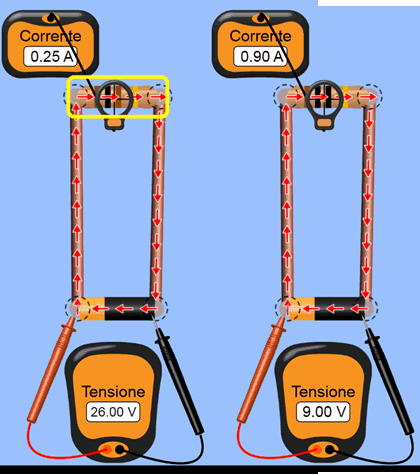 Corrente
0.25 A
Corrente
0.90 A
Tensione
26.00 V
Tensione
9.00 V